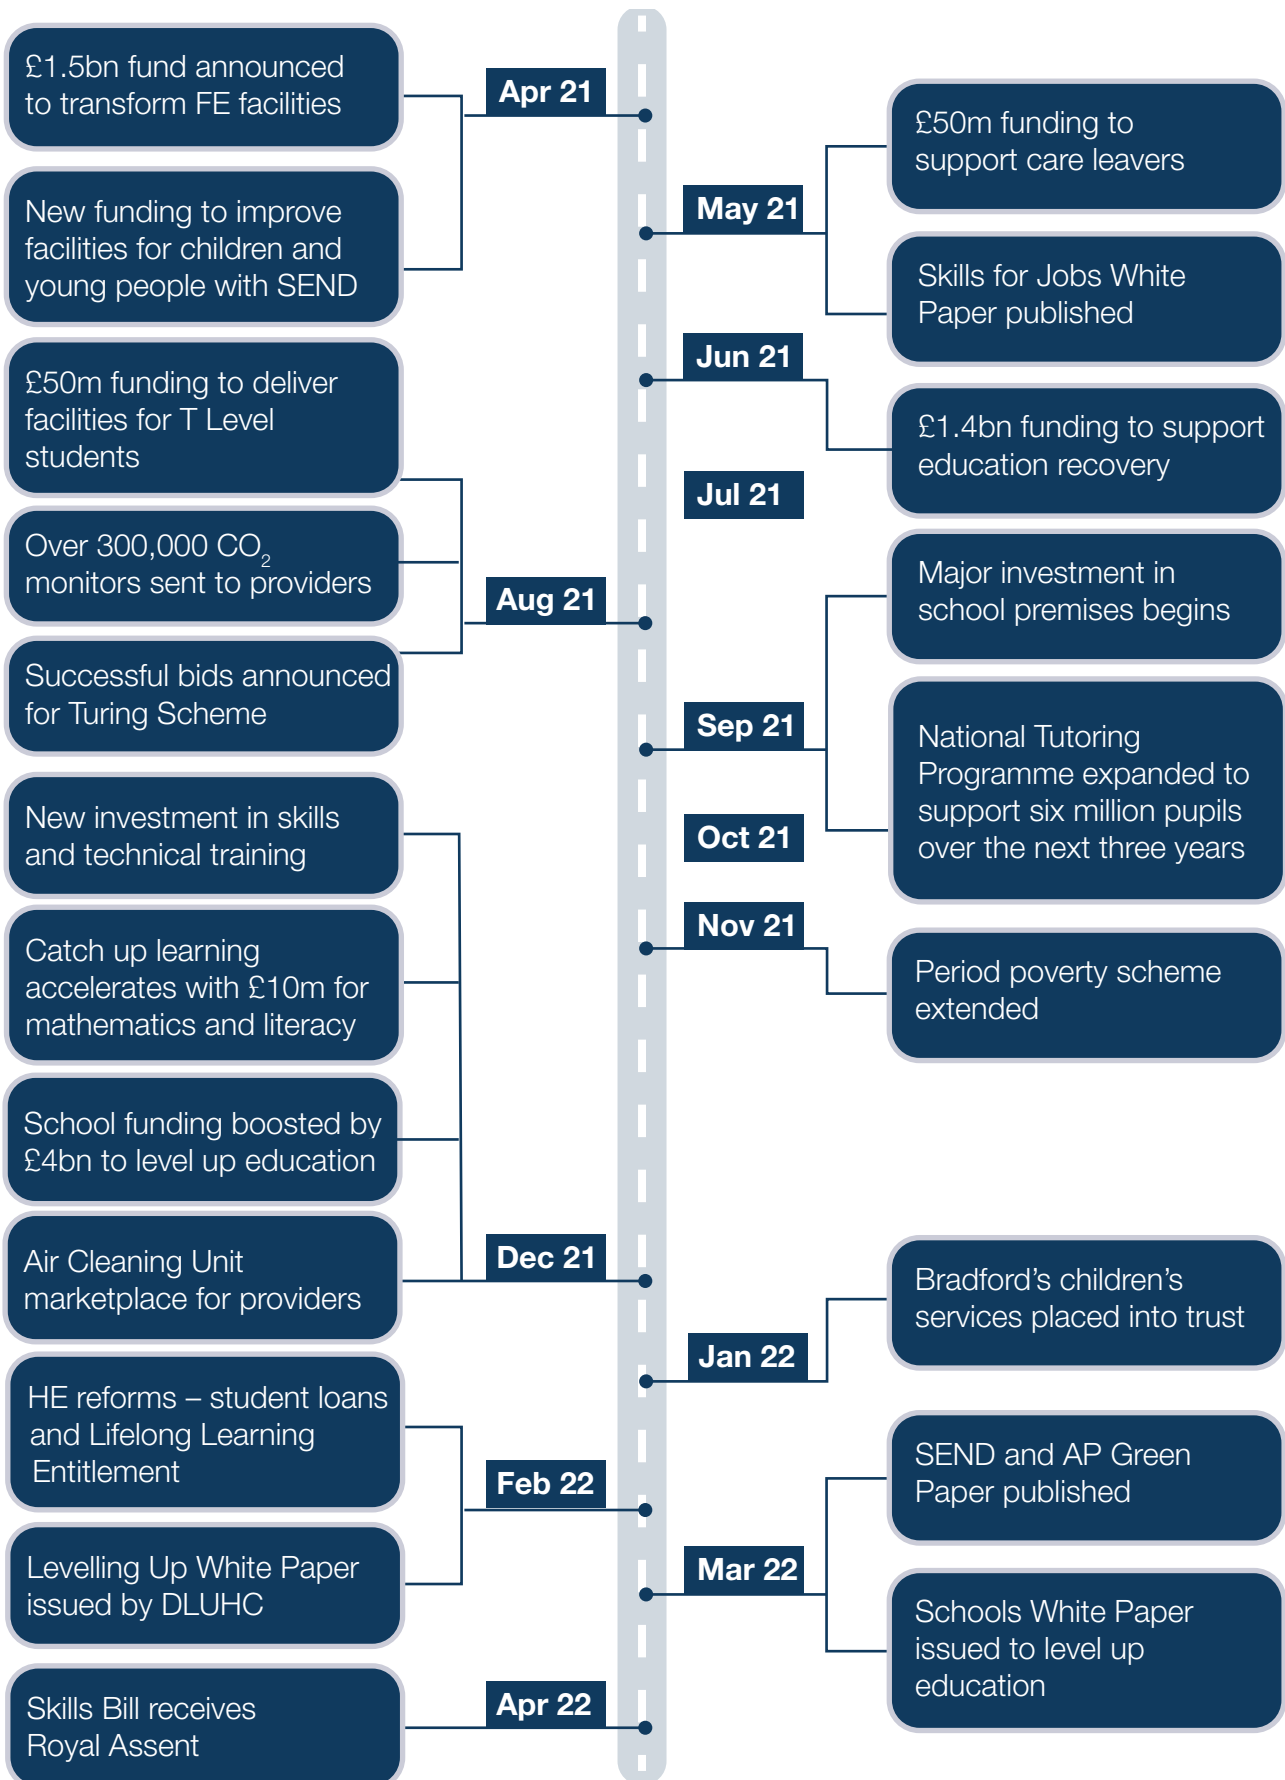 Apr 21
£1.5bn fund announced
to transform FE facilities
New funding to improve
facilities for children and
young people with SEND
May 21
£50m funding to
support care leavers
Skills for Jobs White
Paper published
Jun 21
£1.4bn funding to support
education recovery
Jul 21
Aug 21
£50m funding to deliver
facilities for T Level
students
Over 300,000 CO₂
monitors sent to providers
Successful bids announced
for Turing Scheme
Sep 21
Major investment in
school premises begins
National Tutoring
Programme expanded to
support six million pupils
over the next three years
Oct 21
Nov 21
Period poverty scheme
extended
Dec 21
New investment in skills
and technical training
Catch up learning
accelerates with £10m for
mathematics and literacy
School funding boosted by
£4bn to level up education
Air Cleaning Unit
marketplace for providers
Jan 22
Bradford’s children’s
services placed into trust
Feb 22
HE reforms – student loans
and Lifelong Learning
Entitlement
Levelling Up White Paper
issued by DLUHC
Mar 22
SEND and AP Green
Paper published
Schools White Paper
issued to level up
education
Apr 22
Skills Bill receives
Royal Assent